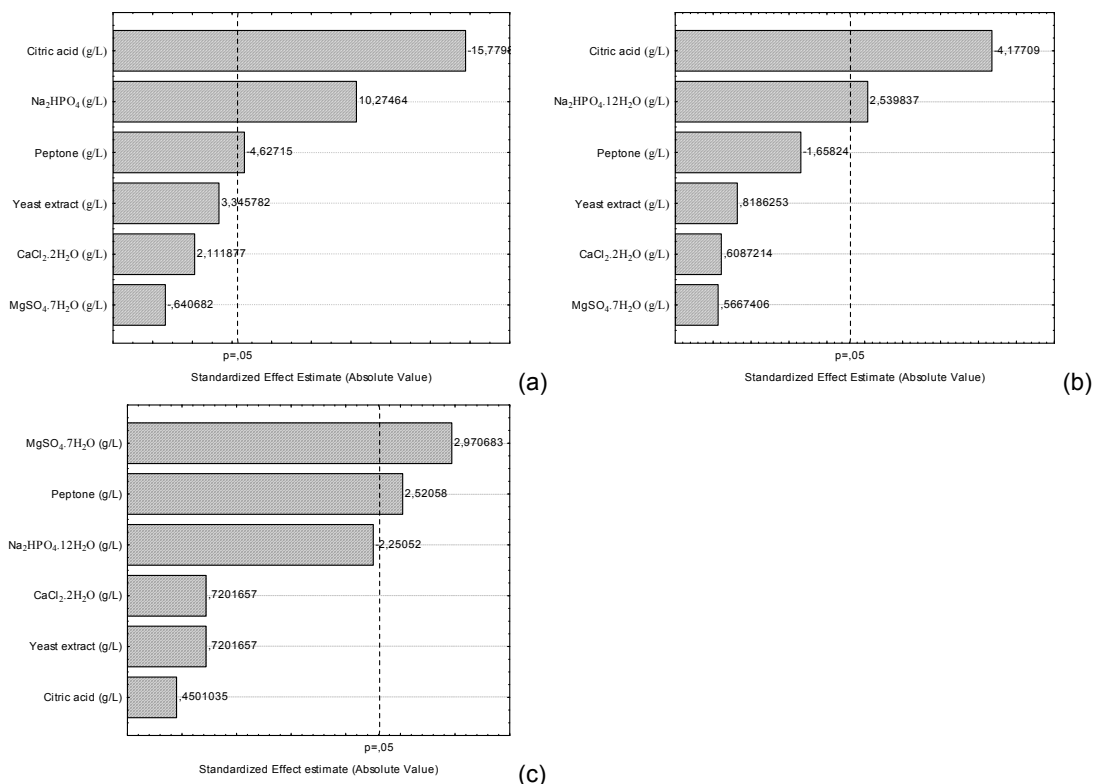 Citric acid (g/L)
-15,7798
Na₂HPO₄ (g/L)
10,27464
Peptone (g/L)
-4,62715
Yeast extract (g/L)
3,345782
CaCl₂.2H₂O (g/L)
2,111877
MgSO₄.7H₂O (g/L)
-,640682
p=,05
Standardized Effect Estimate (Absolute Value)
(a)
Citric acid (g/L)
-4,17709
Na₂HPO₄.12H₂O (g/L)
2,539837
Peptone (g/L)
-1,65824
Yeast extract (g/L)
,8186253
CaCl₂.2H₂O (g/L)
,6087214
MgSO₄.7H₂O (g/L)
,5667406
p=,05
Standardized Effect Estimate (Absolute Value)
(b)
MgSO₄.7H₂O (g/L)
2,970683
Peptone (g/L)
2,52058
Na₂HPO₄.12H₂O (g/L)
-2,25052
CaCl₂.2H₂O (g/L)
,7201657
Yeast extract (g/L)
,7201657
Citric acid (g/L)
,4501035
p=,05
Standardized Effect estimate (Absolute Value)
(c)